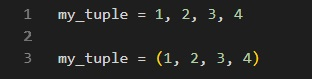 1 my_tuple = 1, 2, 3, 4
2
3 my_tuple = (1, 2, 3, 4)